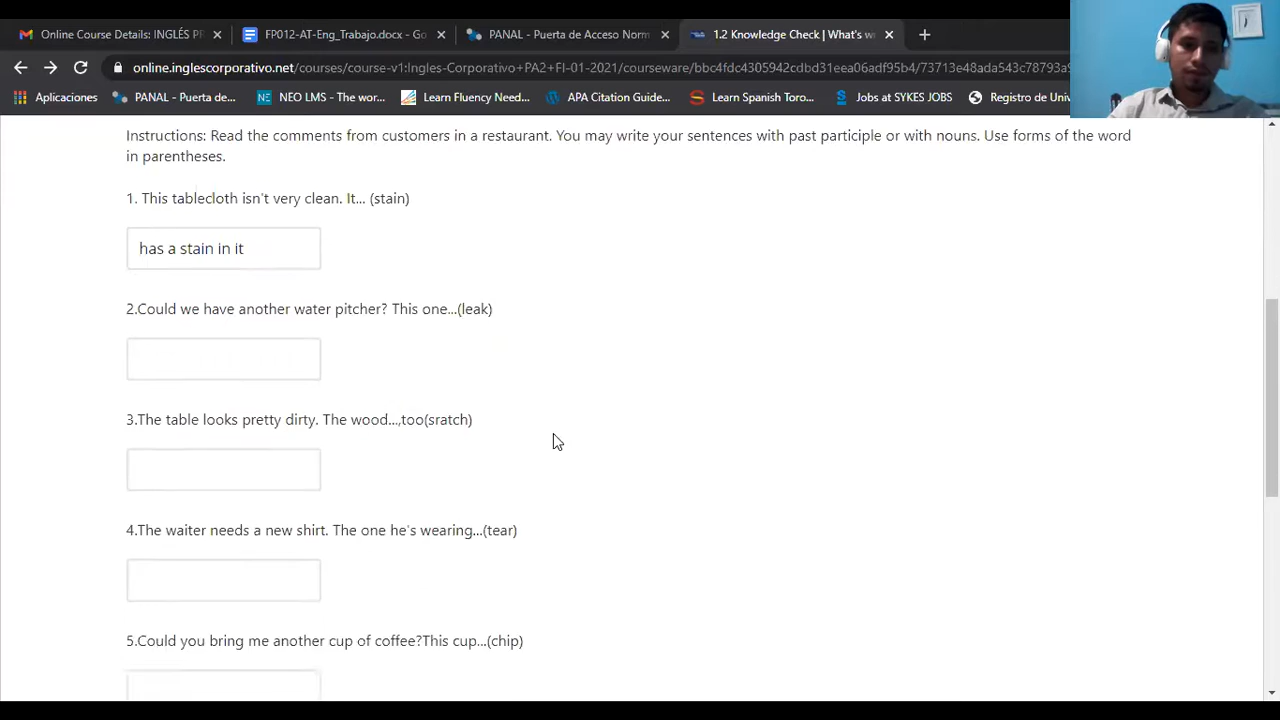 Online Course Details: INGLÉS P
FP012-AT-Eng_Trabajo.docx - Go
PANAL - Puerta de Acceso Norm
1.2 Knowledge Check | What's w
online.inglescorporativo.net/courses/course-v1:Ingles-Corporativo+PA2+FI-01-2021/courseware/bbc4fdc4305942cdbd31eea06adf95b4/73713e48ada543c78793a
Aplicaciones
PANAL - Puerta de...
NEO LMS - The wor...
Learn Fluency Need...
APA Citation Guide...
Learn Spanish Toro...
Jobs at SYKES JOBS
Registro de Univ
Instructions: Read the comments from customers in a restaurant. You may write your sentences with past participle or with nouns. Use forms of the word
in parentheses.
1. This tablecloth isn't very clean. It... (stain)
has a stain in it
2.Could we have another water pitcher? This one...(leak)
3.The table looks pretty dirty. The wood...,too(sratch)
4.The waiter needs a new shirt. The one he's wearing...(tear)
5.Could you bring me another cup of coffee?This cup...(chip)